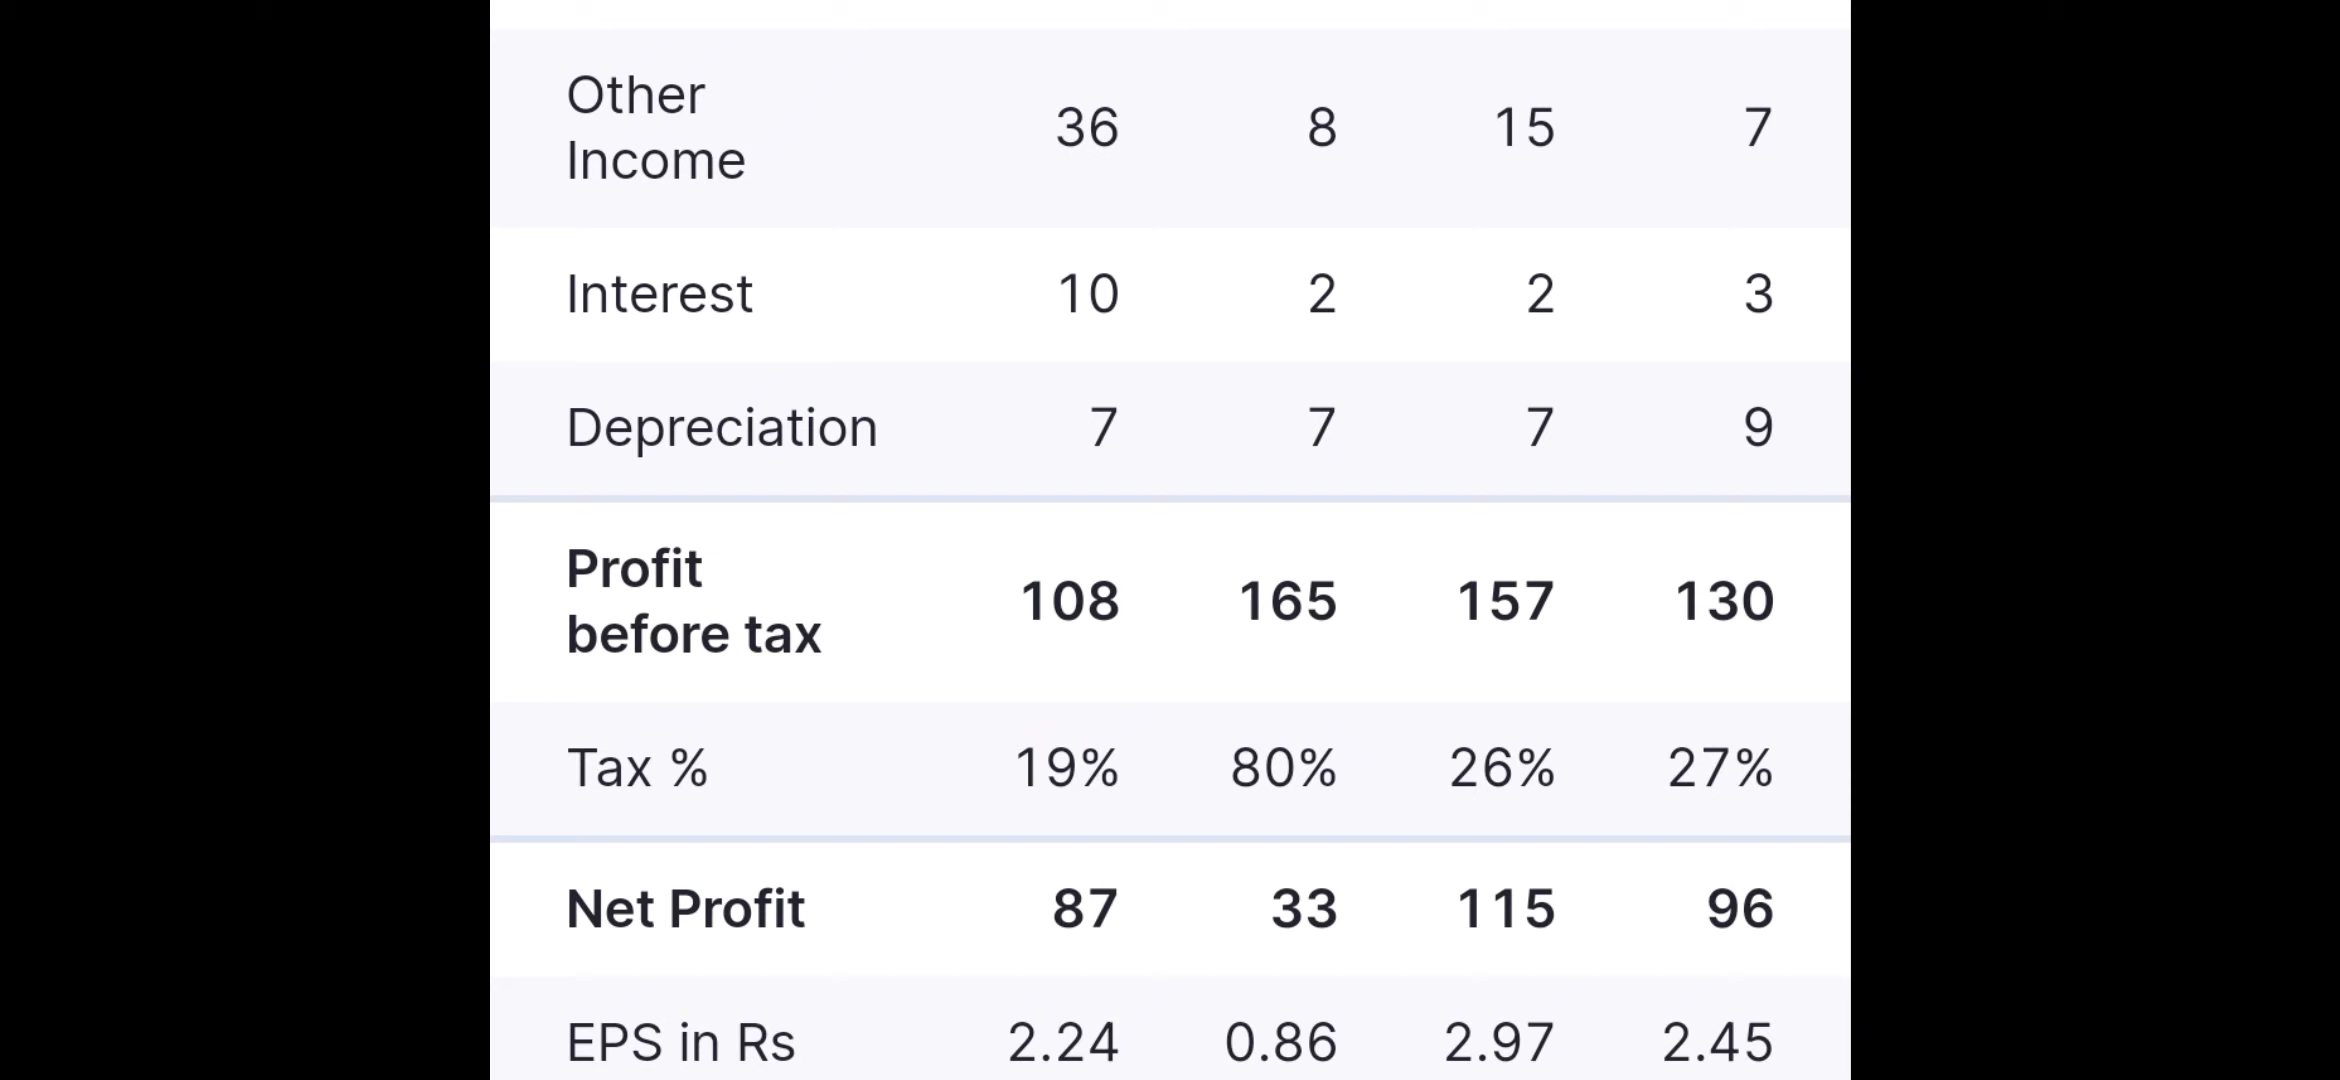 Other
Income 36 8 15 7
Interest 10 2 2 3
Depreciation 7 7 7 9
Profit
before tax 108 165 157 130
Tax % 19% 80% 26% 27%
Net Profit 87 33 115 96
EPS in Rs 2.24 0.86 2.97 2.45